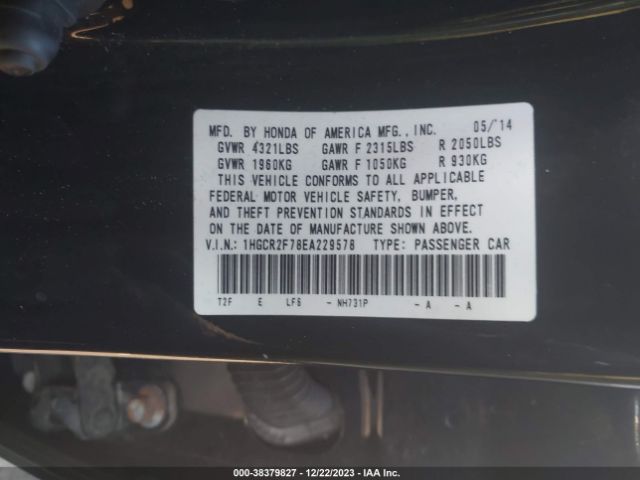 MFD. BY HONDA OF AMERICA MFG., INC. 05/'14
GVWR 4321LBS GAWR F 2315LBS R 2050LBS
GVWR 1960KG GAWR F 1050KG R 930KG
THIS VEHICLE CONFORMS TO ALL APPLICABLE
FEDERAL MOTOR VEHICLE SAFETY, BUMPER,
AND THEFT PREVENTION STANDARDS IN EFFECT
ON THE DATE OF MANUFACTURE SHOWN ABOVE.
V.I.N.: 1HGCR2F78EA229578 TYPE: PASSENGER CAR
T2F E LF6 - NH731P - A - A
000-38379827 - 12/22/2023 - IAA Inc.